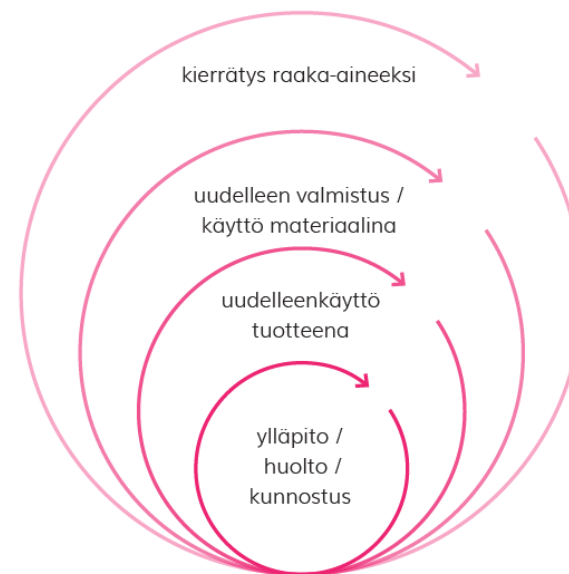 kierrätys raaka-aineeksi
uudelleen valmistus /
käyttö materiaalina
uudelleenkäyttö
tuotteena
ylläpito /
huolto /
kunnostus